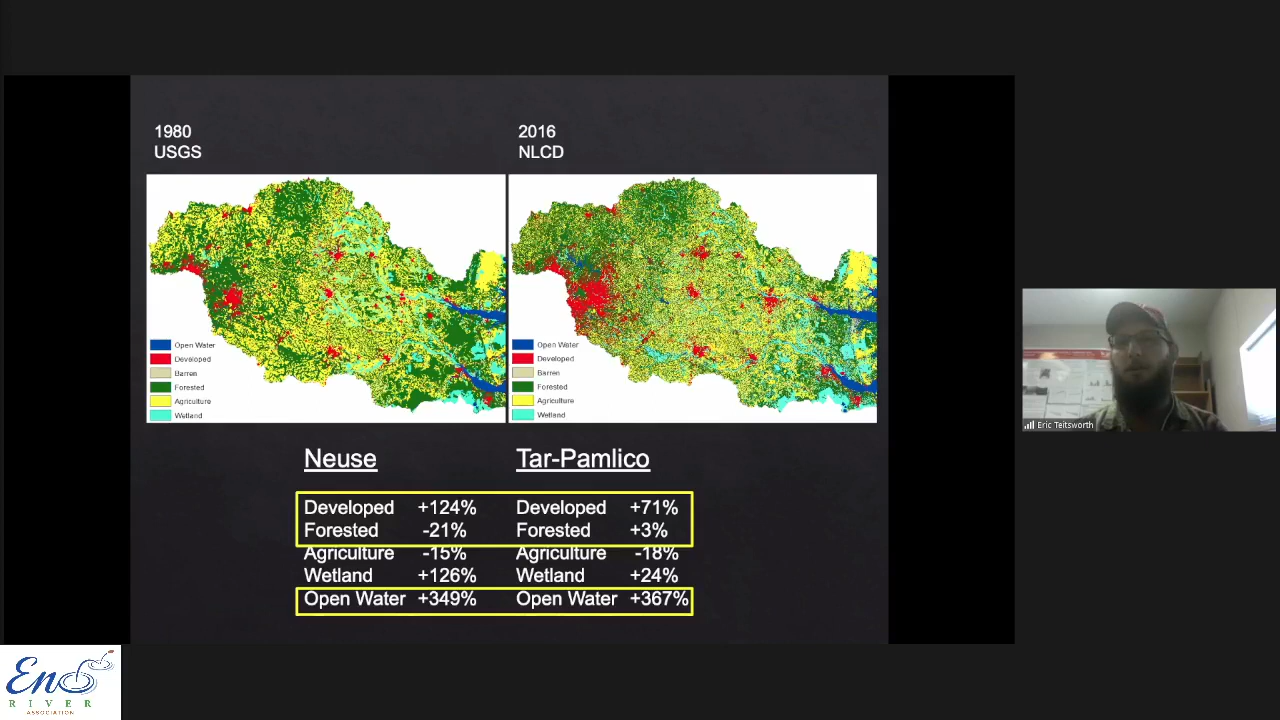 1980
USGS
2016
NLCD
Open Water
Developed
Barren
Forested
Agriculture
Wetland
Open Water
Developed
Barren
Forested
Agriculture
Wetland
Neuse
Tar-Pamlico
Developed +124% Developed +71%
Forested -21% Forested +3%
Agriculture -15% Agriculture -18%
Wetland +126% Wetland +24%
Open Water +349% Open Water +367%
Eric Teitsworth
Eno
RIVER
ASSOCIATION